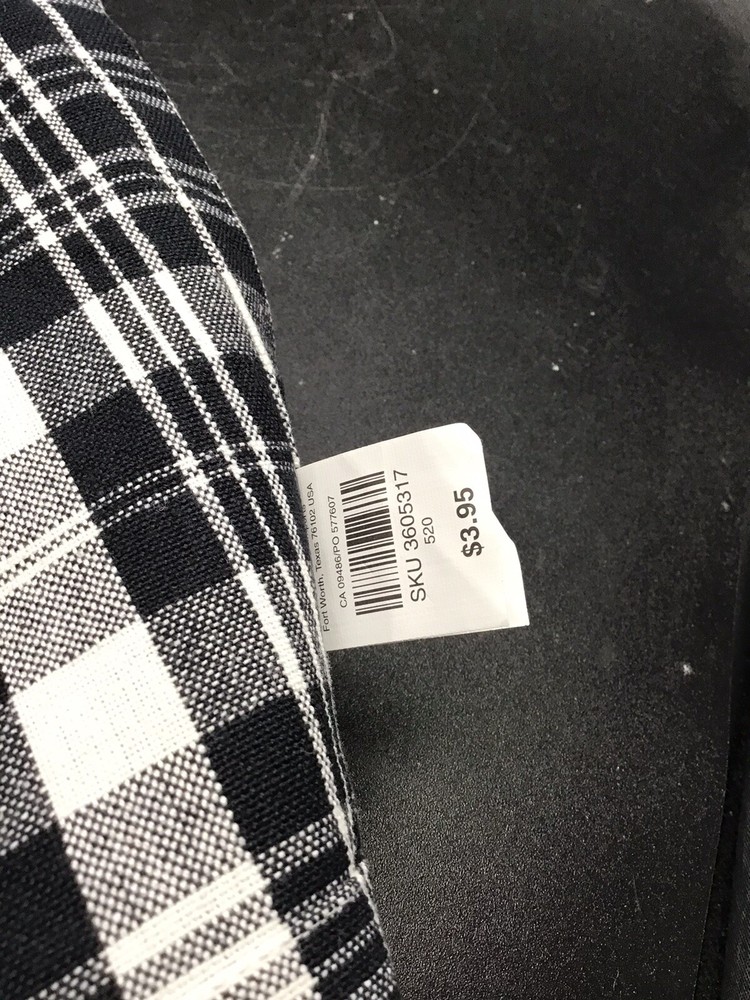 Fort Worth, Texas 76102 USA
CA 09486/PO 577607
SKU 3605317
520
$3.95